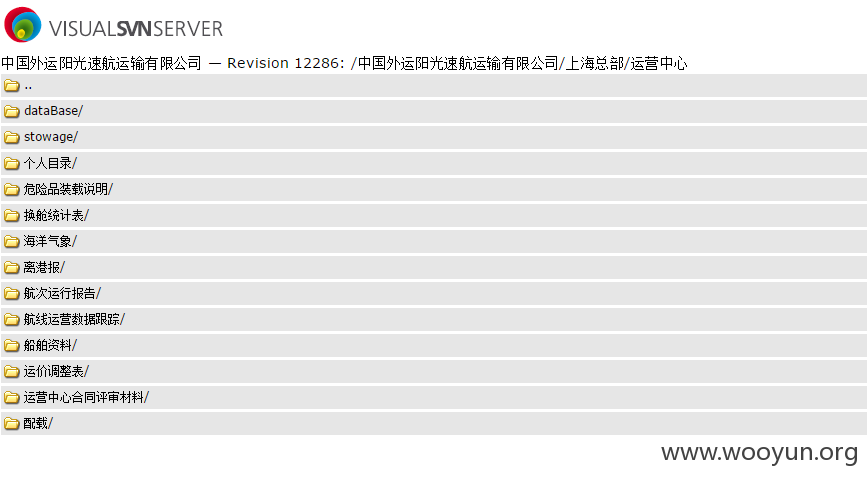 VISUALSVNSERVER
中国外运阳光速航运输有限公司 — Revision 12286: /中国外运阳光速航运输有限公司/上海总部/运营中心
..
dataBase/
stowage/
个人目录/
危险品装载说明/
换舱统计表/
海洋气象/
离港报/
航次运行报告/
航线运营数据跟踪/
船舶资料/
运价调整表/
运营中心合同评审材料/
配载/
www.wooyun.org